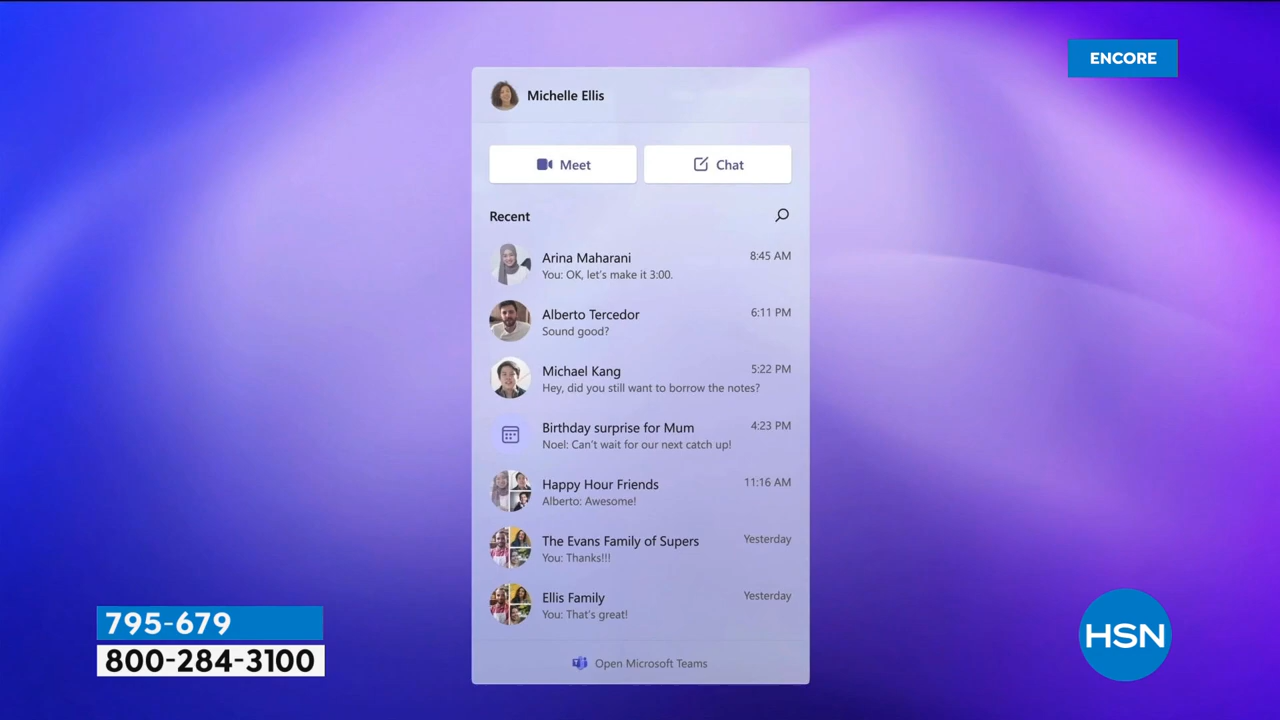 ENCORE
Michelle Ellis
Meet
Chat
Recent
Arina Maharani
8:45 AM
You: OK, let's make it 3:00.
Alberto Tercedor
6:11 PM
Sound good?
Michael Kang
5:22 PM
Hey, did you still want to borrow the notes?
Birthday surprise for Mum
4:23 PM
Noel: Can't wait for our next catch up!
Happy Hour Friends
11:16 AM
Alberto: Awesome!
The Evans Family of Supers
Yesterday
You: Thanks!!!
Ellis Family
Yesterday
You: That's great!
Open Microsoft Teams
795-679
800-284-3100
HSN